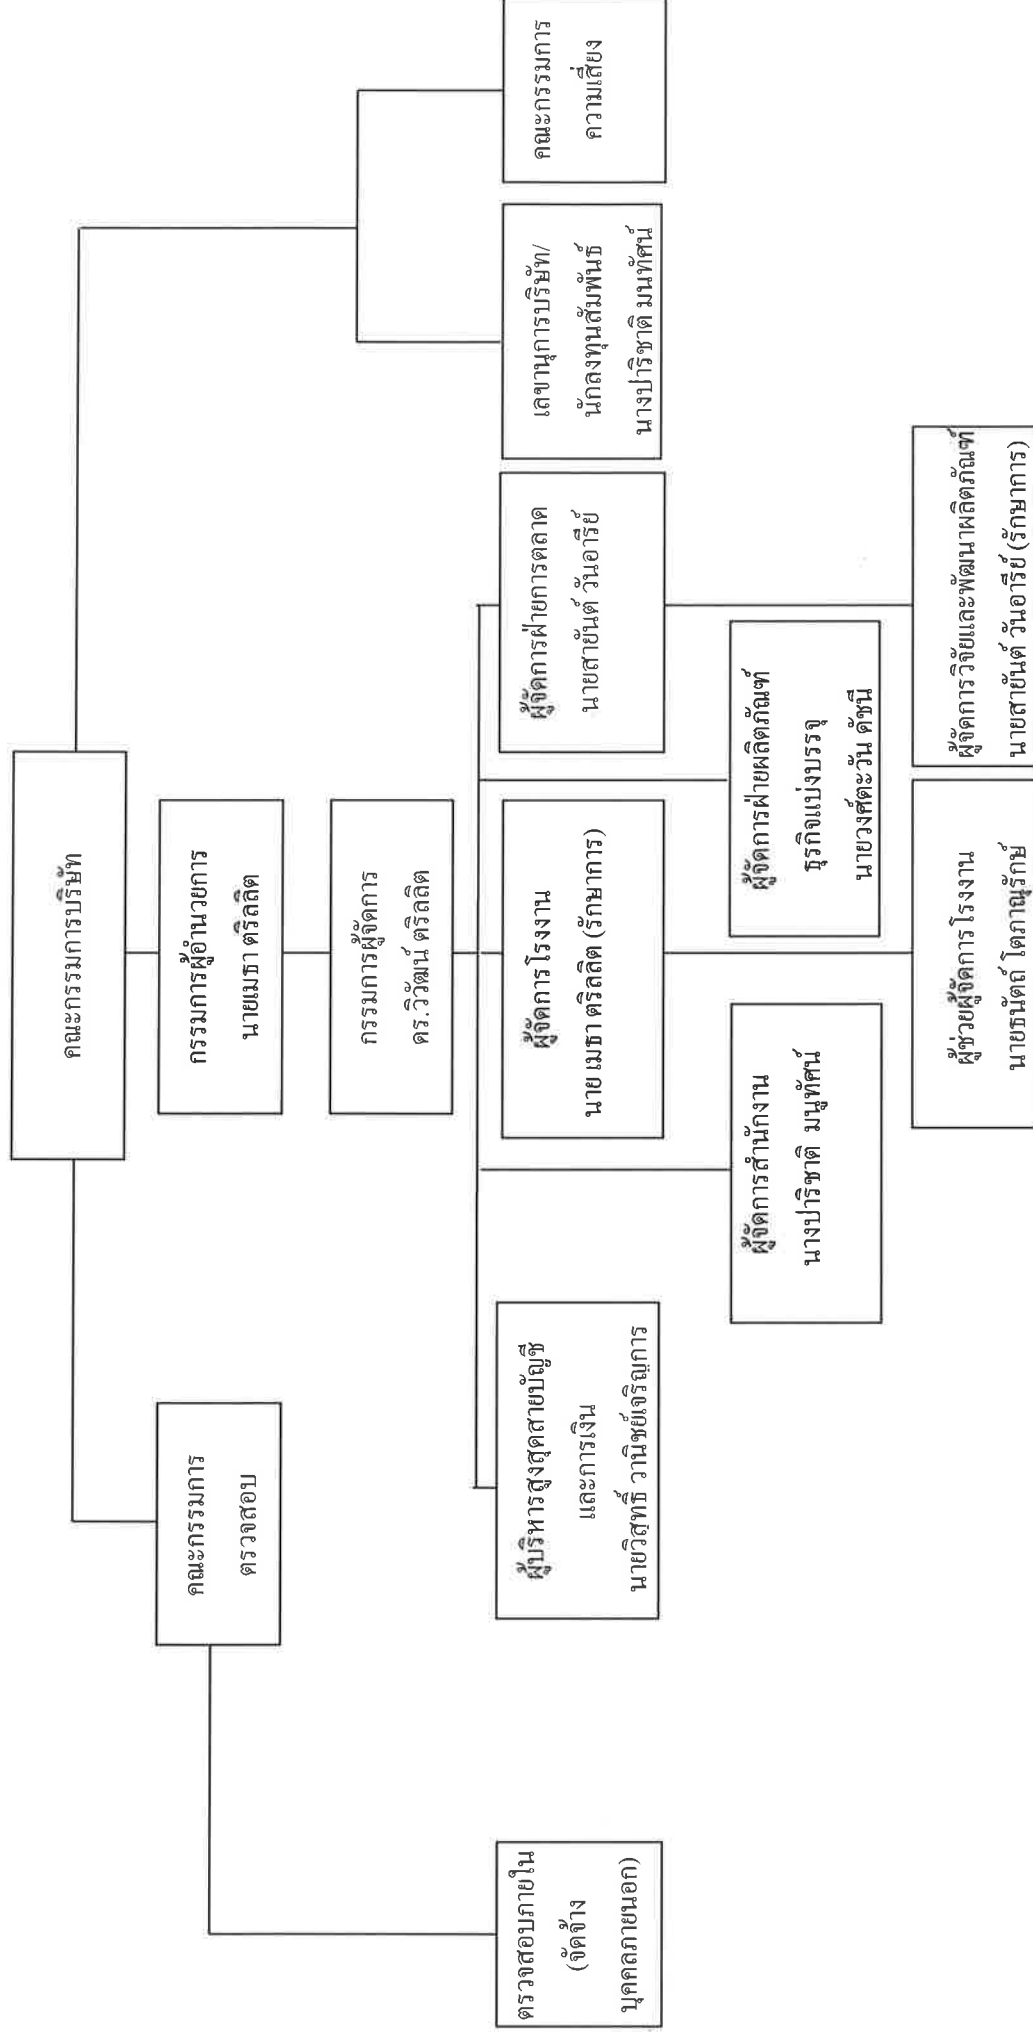 คณะกรรมการบริษัท
คณะกรรมการ
ตรวจสอบ
กรรมการผู้อำนวยการ
นายเมธา ตริลลิต
กรรมการผู้จัดการ
ดร.วิวัฒน์ ตริลลิต
ตรวจสอบภายใน
(จัดจ้าง
บุคคลภายนอก)
ผู้บริหารสูงสุดสายบัญชี
และการเงิน
นายวิสุทธิ์ วานิชย์เจริญการ
ผู้จัดการโรงงาน
นาย เมธา ตริลลิต (รักษาการ)
ผู้จัดการฝ่ายการตลาด
นายสายันต์ วันอารีย์
เลขานุการบริษัท/
นักลงทุนสัมพันธ์
นางปาริชาติ มนทัศน์
คณะกรรมการ
ความเสี่ยง
ผู้จัดการสำนักงาน
นางปาริชาติ มนูทัศน์
ผู้จัดการฝ่ายผลิตภัณฑ์
ธุรกิจแบ่งบรรจุ
นายวงศ์ตะวัน ดัชนี
ผู้ช่วยผู้จัดการโรงงาน
นายธนัตถ์ โตภาณุรักษ์
ผู้จัดการวิจัยและพัฒนาผลิตภัณฑ์
นายสายันต์ วันอารีย์ (รักษาการ)